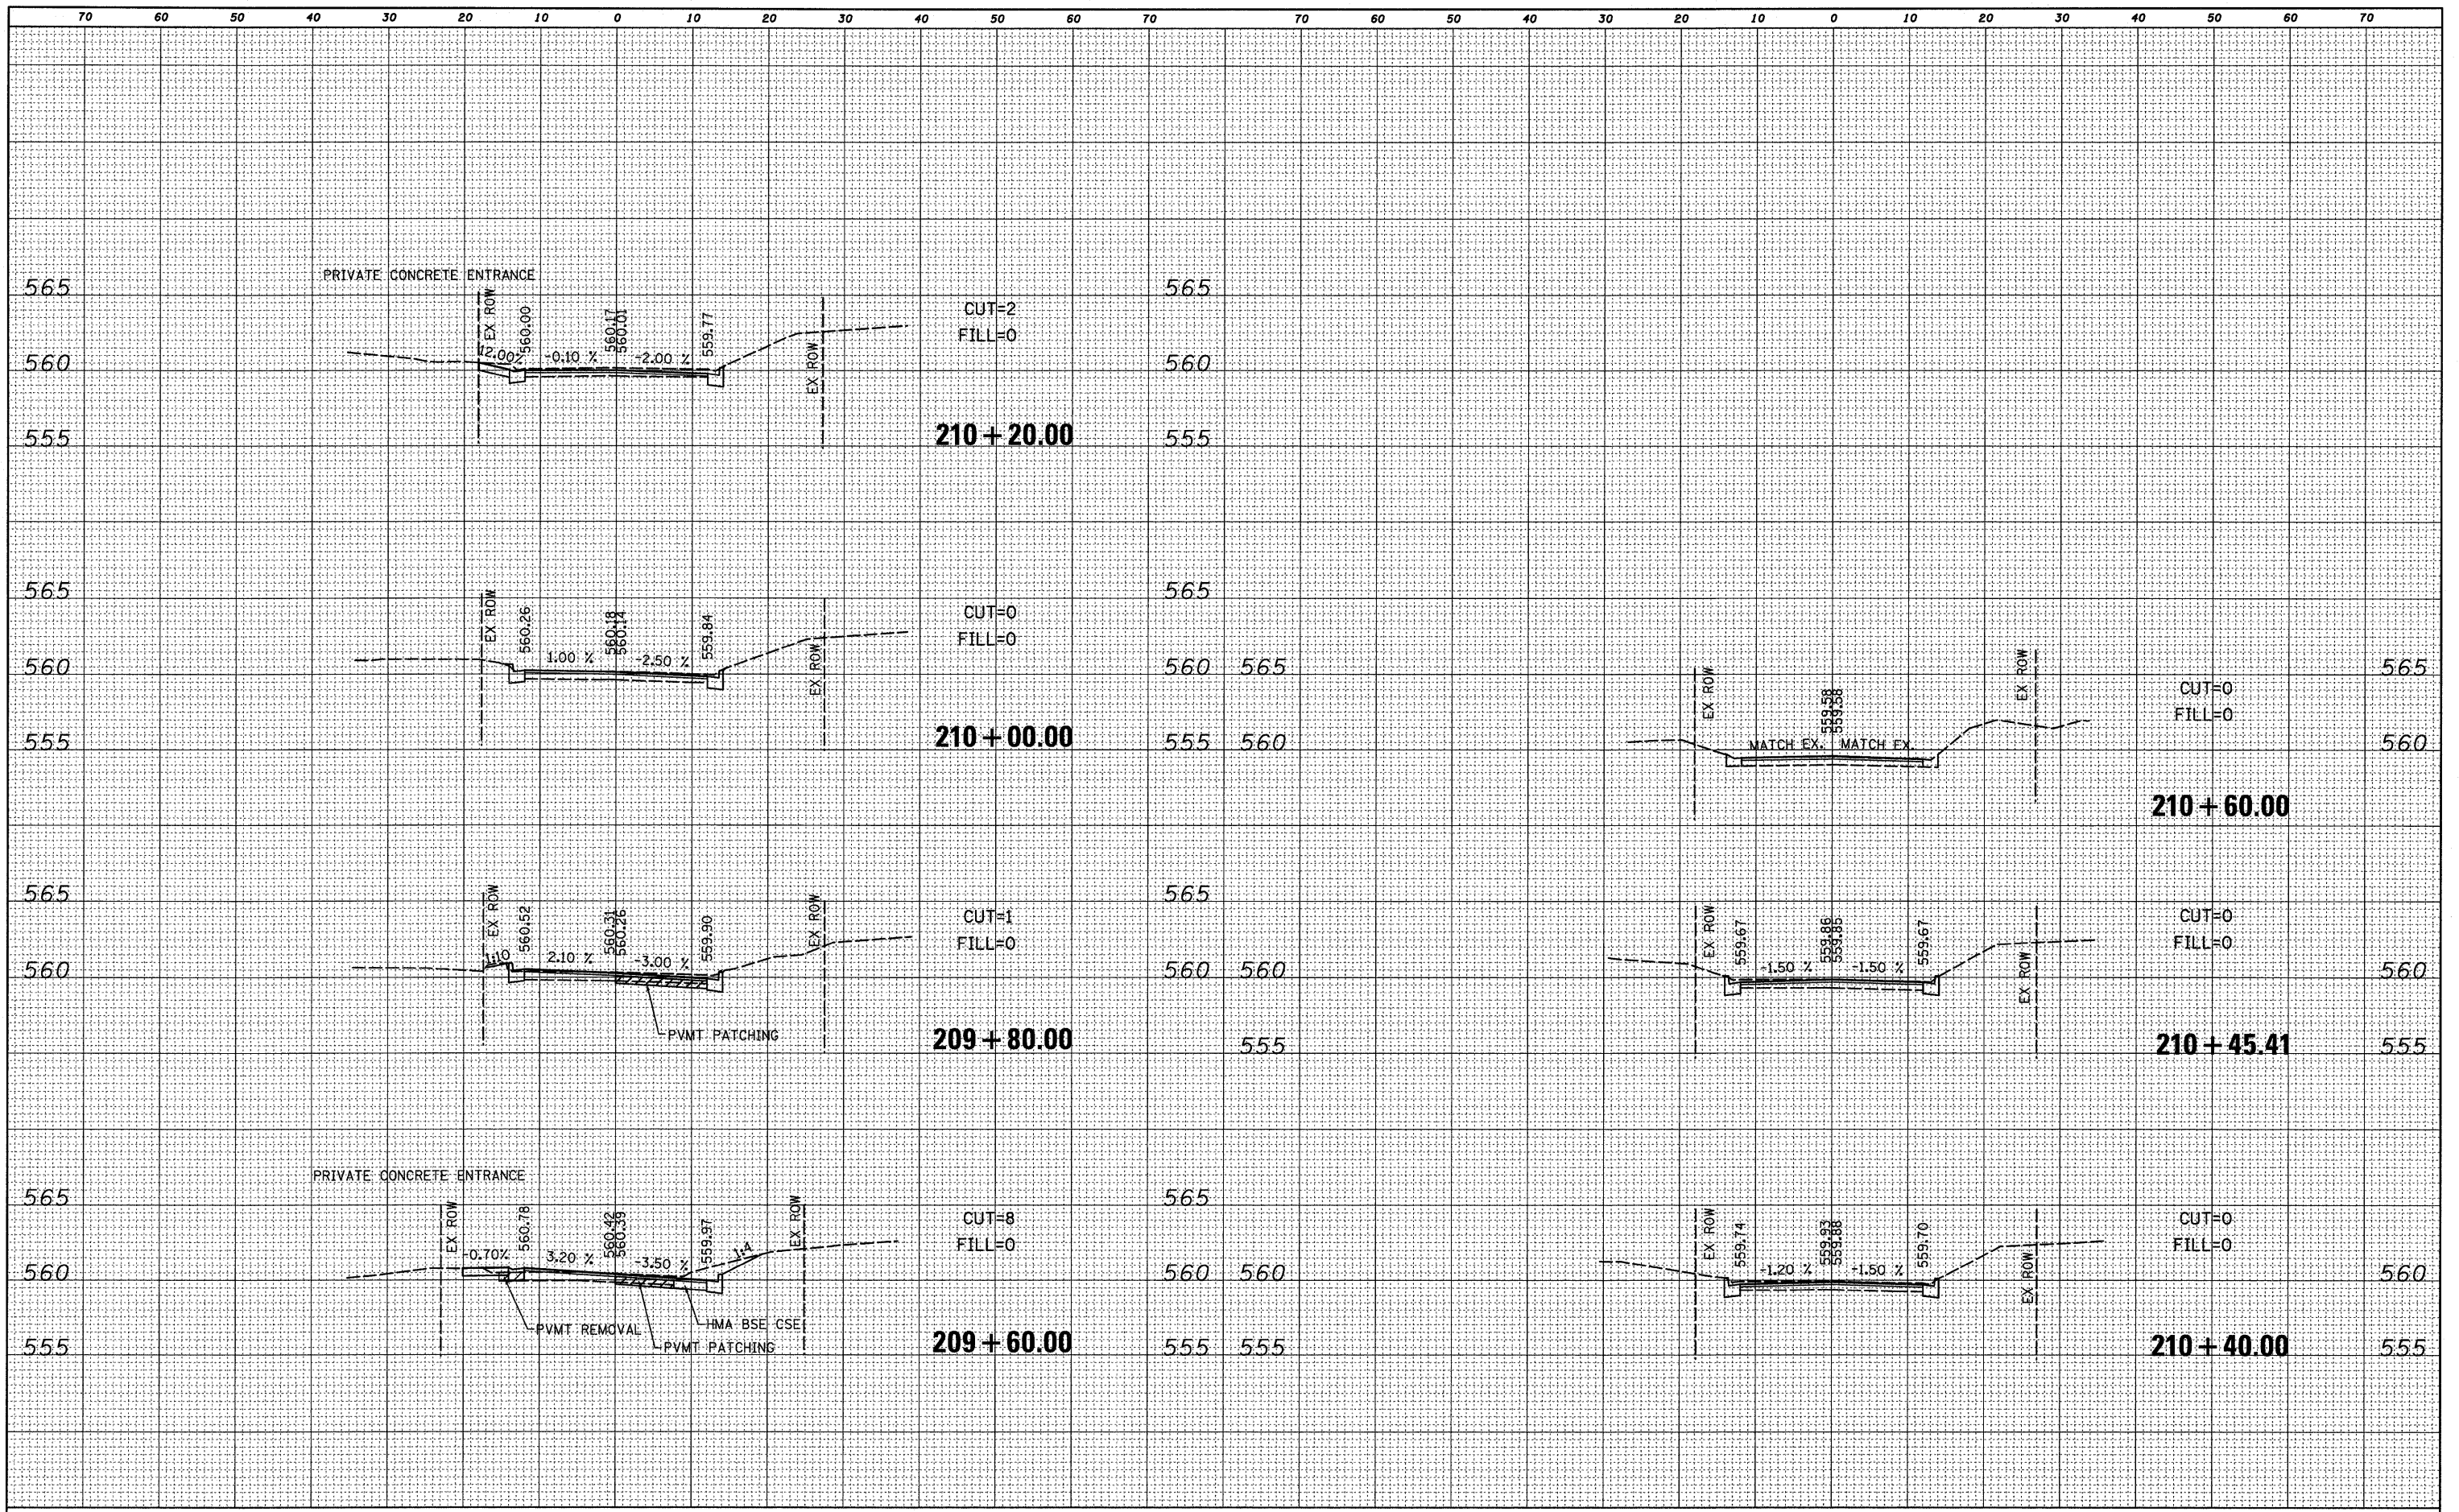 70 60 50 40 30 20 10 0 10 20 30 40 50 60 70 70 60 50 40 30 20 10 0 10 20 30 40 50 60 70
PRIVATE CONCRETE ENTRANCE
565 565
EX ROW
560.00
560.17
560.01
559.77
EX ROW
CUT=2
FILL=0
12.00% -0.10 % -2.00 %
560 560
555 210+20.00 555
565 565
EX ROW
560.26
560.18
560.14
559.84
EX ROW
CUT=0
FILL=0
1.00 % -2.50 %
560 560
555 210+00.00 555
565 565
EX ROW
560.52
560.31
560.26
559.90
EX ROW
CUT=1
FILL=0
1:10 2.10 % -3.00 %
560 560
PVMT PATCHING
209+80.00
PRIVATE CONCRETE ENTRANCE
565 565
EX ROW
560.78
560.42
560.39
559.97
EX ROW
CUT=8
FILL=0
-0.70% 3.20 % -3.50 % 1:4
560 560
PVMT REMOVAL
HMA BSE CSE
PVMT PATCHING
555 209+60.00 555
565 565
EX ROW
559.58
559.58
EX ROW
CUT=0
FILL=0
MATCH EX. MATCH EX.
560 560
210+60.00
EX ROW
559.67
559.86
559.85
559.67
EX ROW
CUT=0
FILL=0
-1.50 % -1.50 %
560 560
555 210+45.41 555
EX ROW
559.74
559.93
559.88
559.70
EX ROW
CUT=0
FILL=0
-1.20 % -1.50 %
560 560
555 210+40.00 555